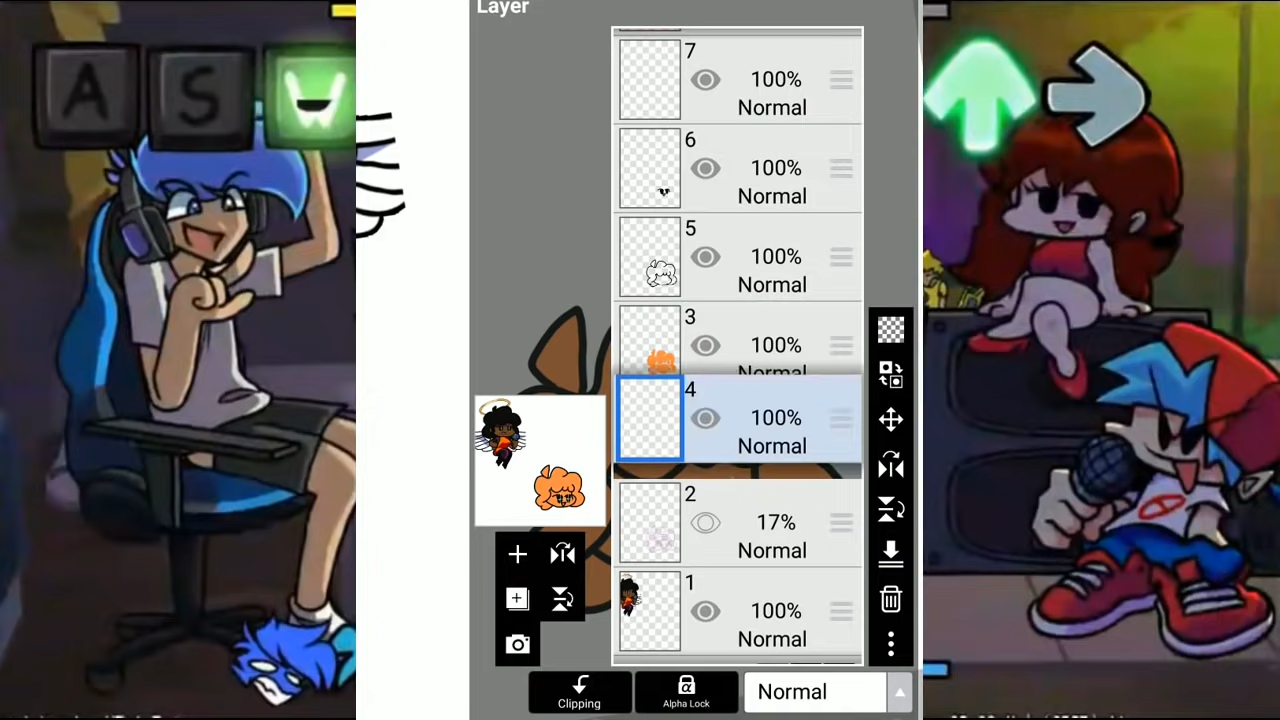 Layer
A S W
7
100%
Normal
6
100%
Normal
5
100%
Normal
3
100%
Normal
4
100%
Normal
2
17%
Normal
1
100%
Normal
Clipping
α
Alpha Lock
Normal